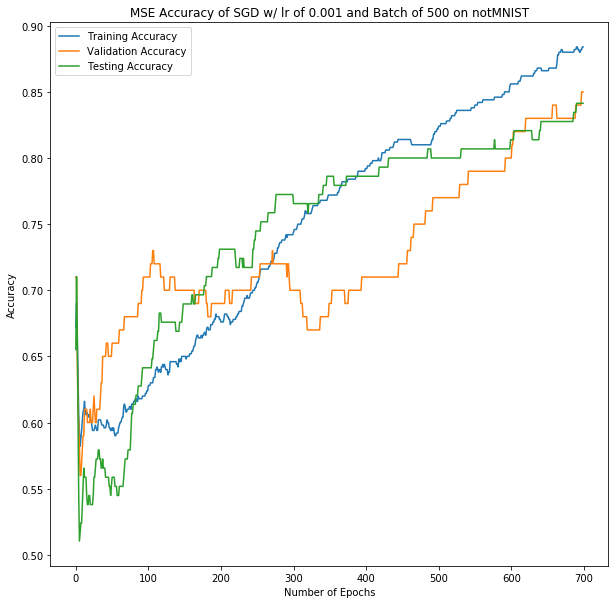 MSE Accuracy of SGD w/ lr of 0.001 and Batch of 500 on notMNIST
Training Accuracy
Validation Accuracy
Testing Accuracy
Accuracy
0.90
0.85
0.80
0.75
0.70
0.65
0.60
0.55
0.50
0 100 200 300 400 500 600 700
Number of Epochs